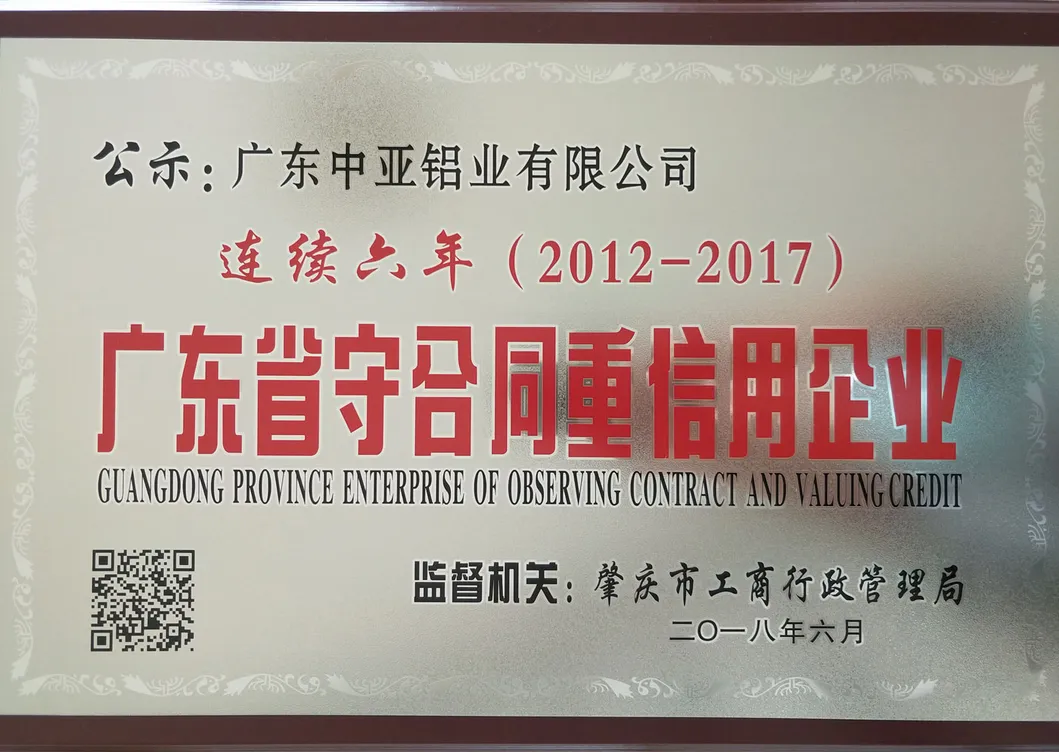 公示：广东中亚铝业有限公司
连续六年（2012-2017）
广东省守合同重信用企业
GUANGDONG PROVINCE ENTERPRISE OF OBSERVING CONTRACT AND VALUING CREDIT
监督机关：肇庆市工商行政管理局
二〇一八年六月